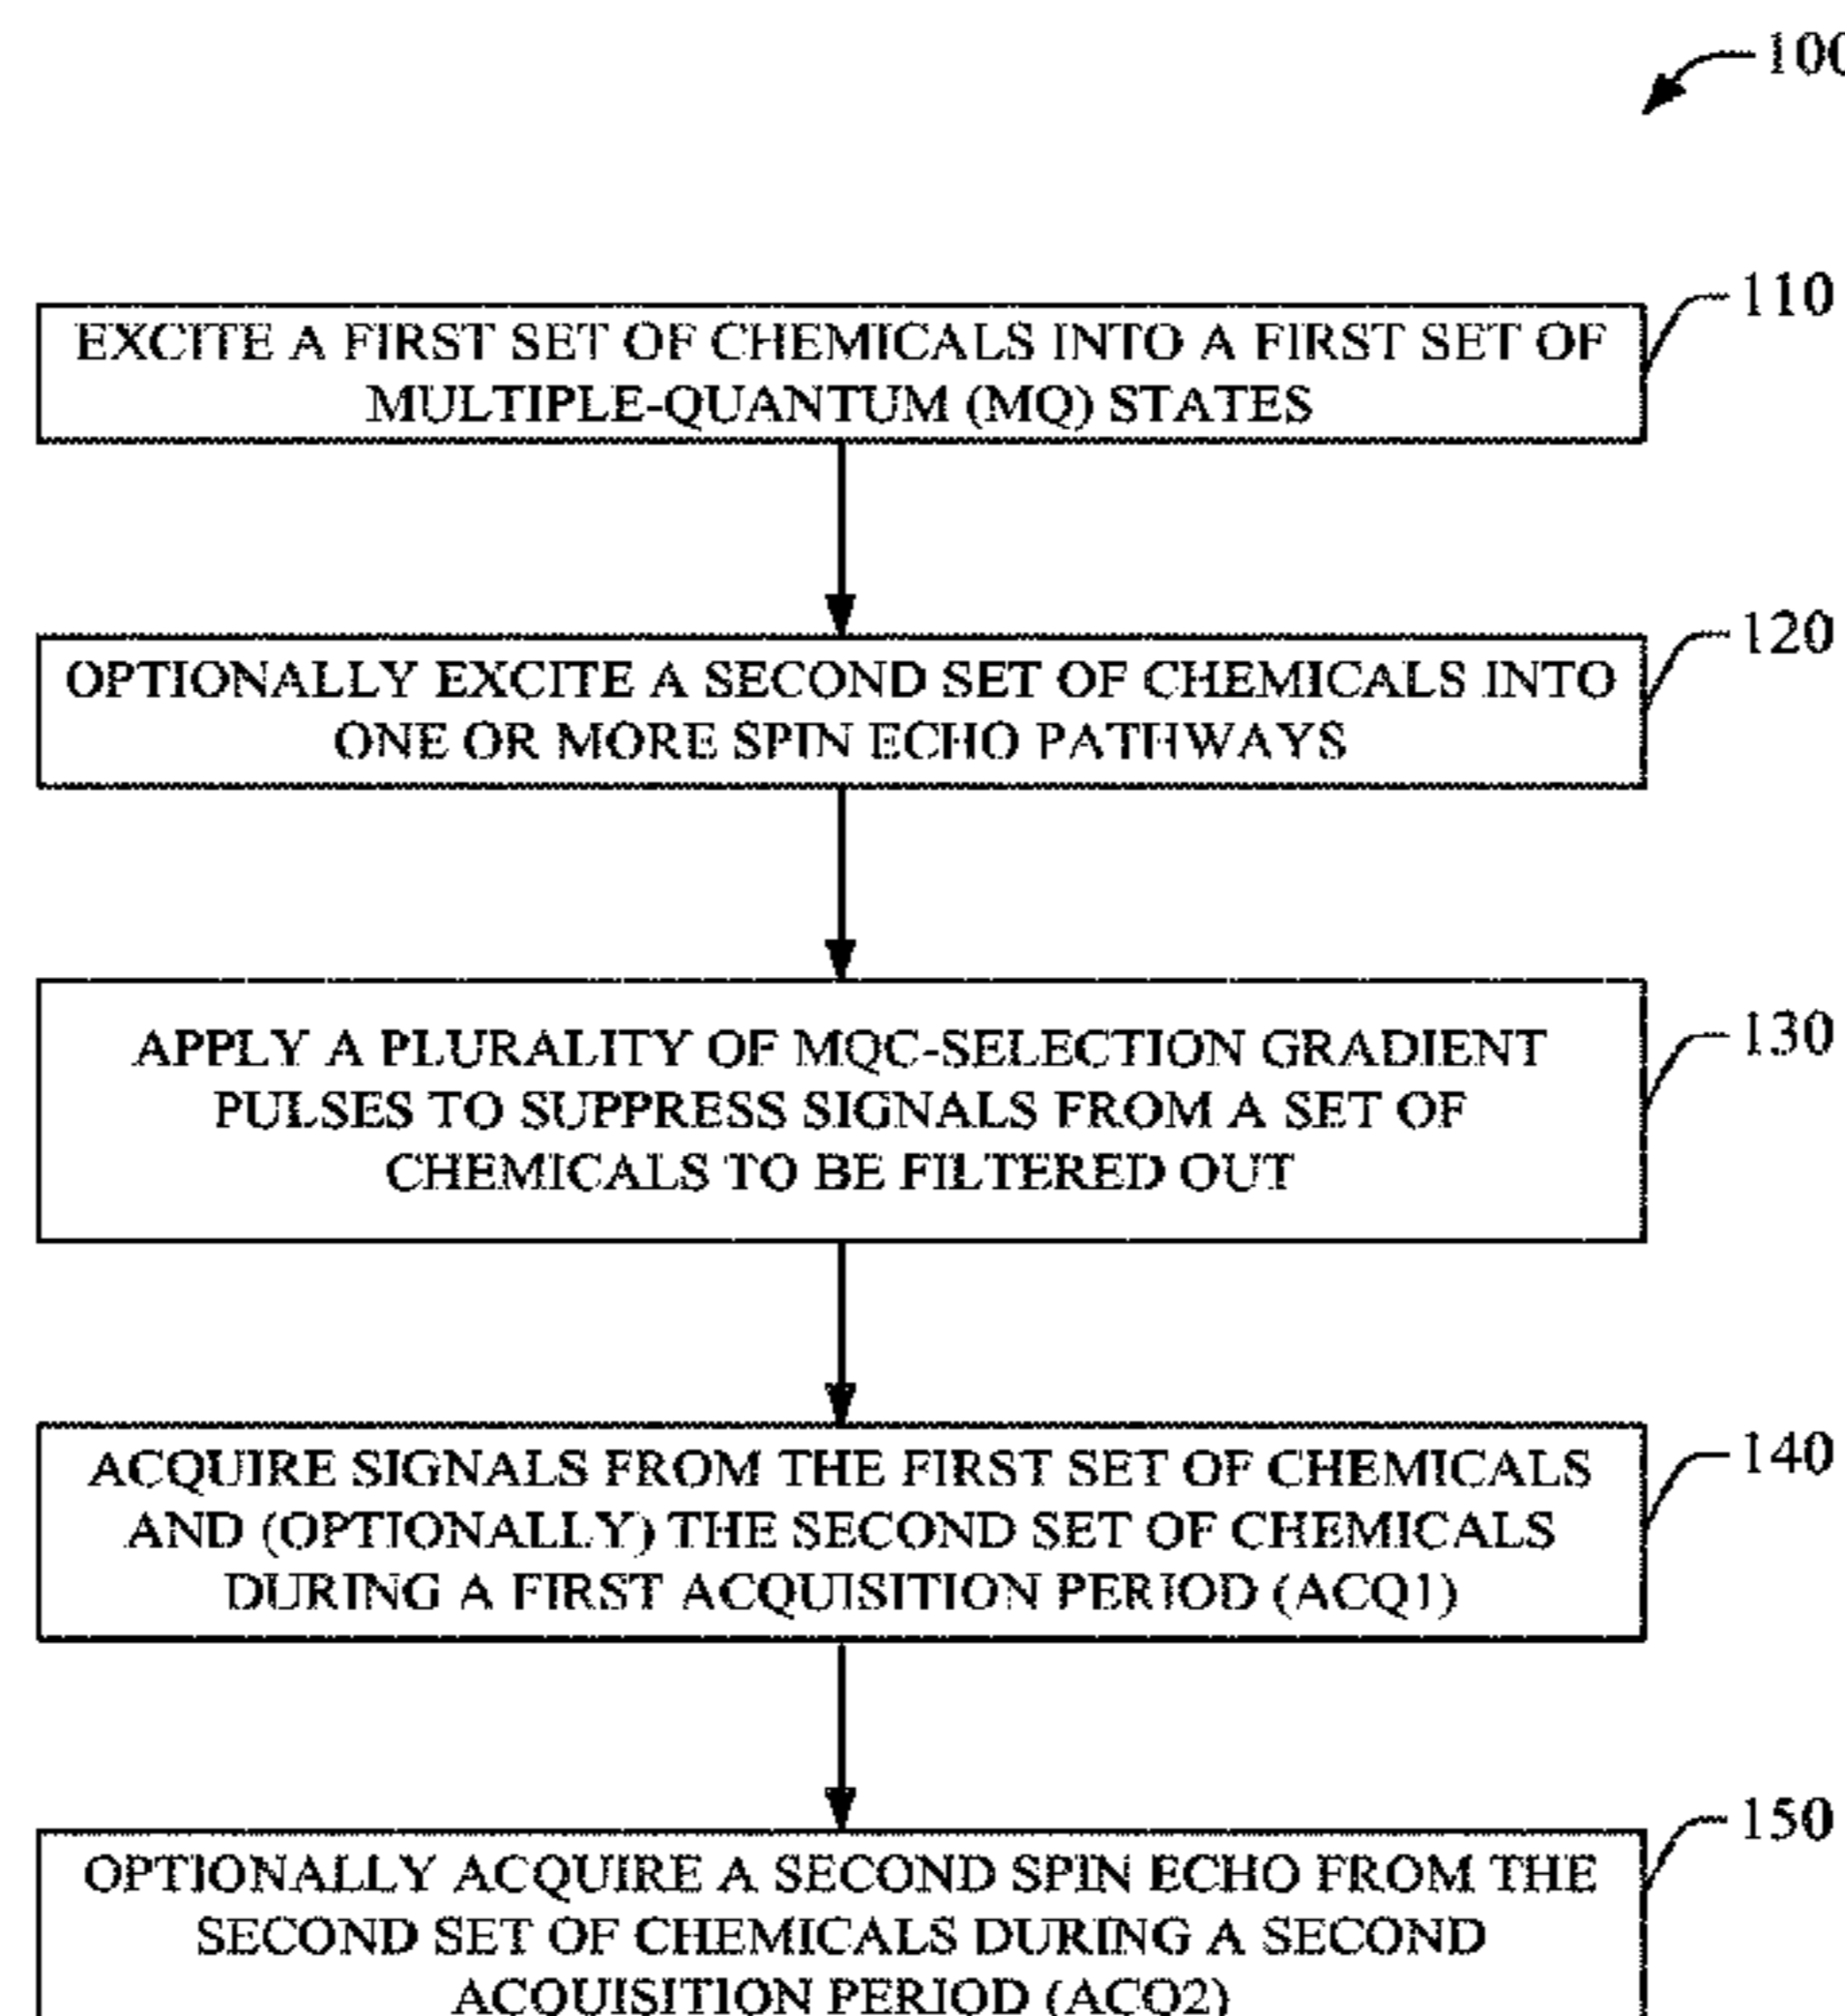 100
110
EXCITE A FIRST SET OF CHEMICALS INTO A FIRST SET OF
MULTIPLE-QUANTUM (MQ) STATES
120
OPTIONALLY EXCITE A SECOND SET OF CHEMICALS INTO
ONE OR MORE SPIN ECHO PATHWAYS
130
APPLY A PLURALITY OF MQC-SELECTION GRADIENT
PULSES TO SUPPRESS SIGNALS FROM A SET OF
CHEMICALS TO BE FILTERED OUT
140
ACQUIRE SIGNALS FROM THE FIRST SET OF CHEMICALS
AND (OPTIONALLY) THE SECOND SET OF CHEMICALS
DURING A FIRST ACQUISITION PERIOD (ACQ1)
150
OPTIONALLY ACQUIRE A SECOND SPIN ECHO FROM THE
SECOND SET OF CHEMICALS DURING A SECOND
ACQUISITION PERIOD (ACQ2)